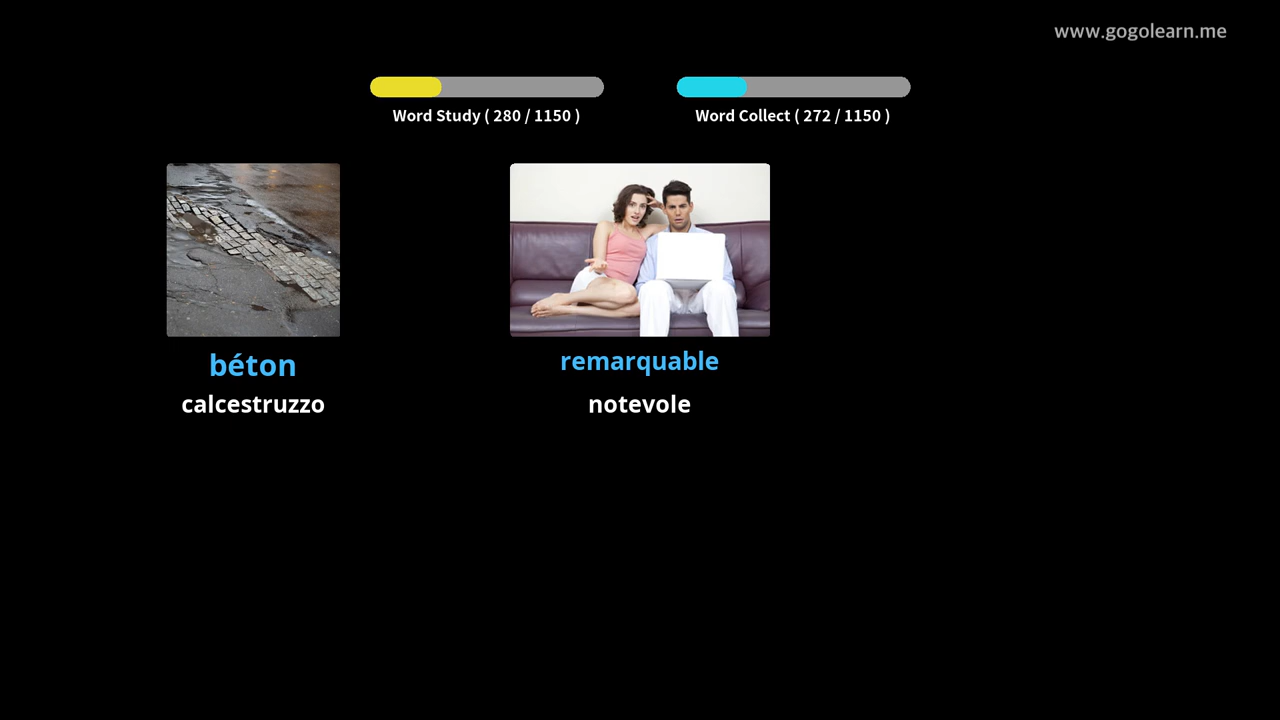 www.gogolearn.me
Word Study ( 280 / 1150 )
Word Collect ( 272 / 1150 )
béton
remarquable
calcestruzzo
notevole